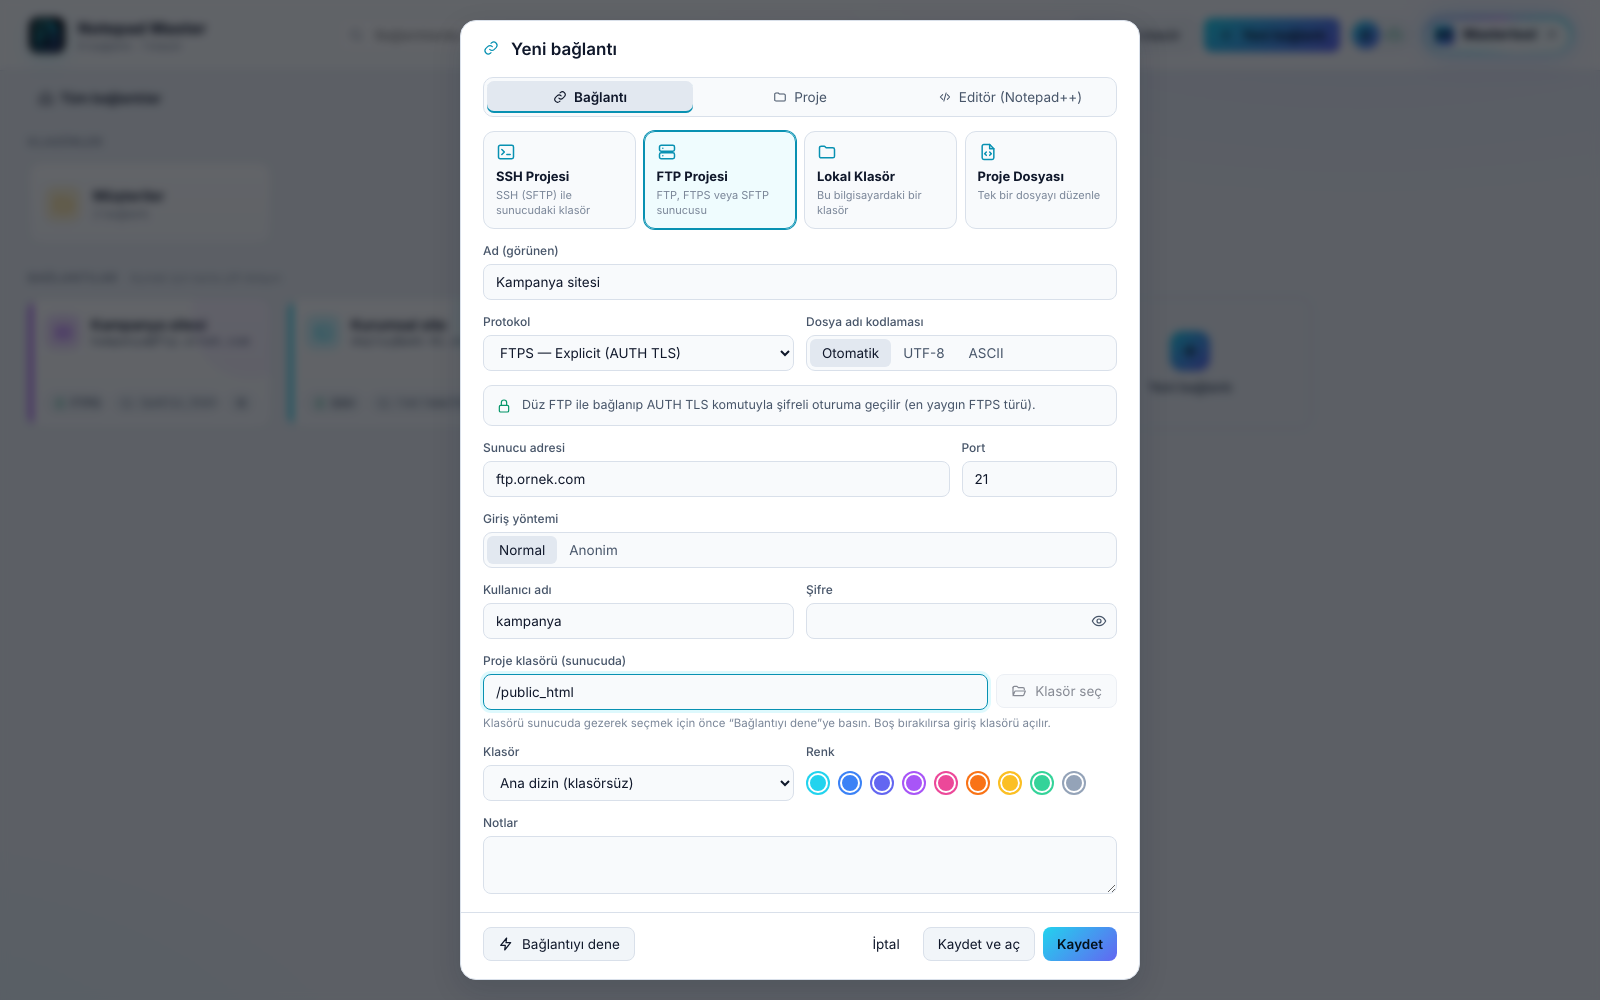 Notepad Master
Yeni bağlantı
Bağlantı
Proje
Editör (Notepad++)
SSH Projesi
SSH (SFTP) ile
sunucudaki klasör
FTP Projesi
FTP, FTPS veya SFTP
sunucusu
Lokal Klasör
Bu bilgisayardaki bir
klasör
Proje Dosyası
Tek bir dosyayı düzenle
Ad (görünen)
Kampanya sitesi
Protokol
Dosya adı kodlaması
FTPS — Explicit (AUTH TLS)
Otomatik
UTF-8
ASCII
Düz FTP ile bağlanıp AUTH TLS komutuyla şifreli oturuma geçilir (en yaygın FTPS türü).
Sunucu adresi
Port
ftp.ornek.com
21
Giriş yöntemi
Normal
Anonim
Kullanıcı adı
Şifre
kampanya
Proje klasörü (sunucuda)
/public_html
Klasör seç
Klasörü sunucuda gezerek seçmek için önce “Bağlantıyı dene”ye basın. Boş bırakılırsa giriş klasörü açılır.
Klasör
Renk
Ana dizin (klasörsüz)
Notlar
Bağlantıyı dene
İptal
Kaydet ve aç
Kaydet